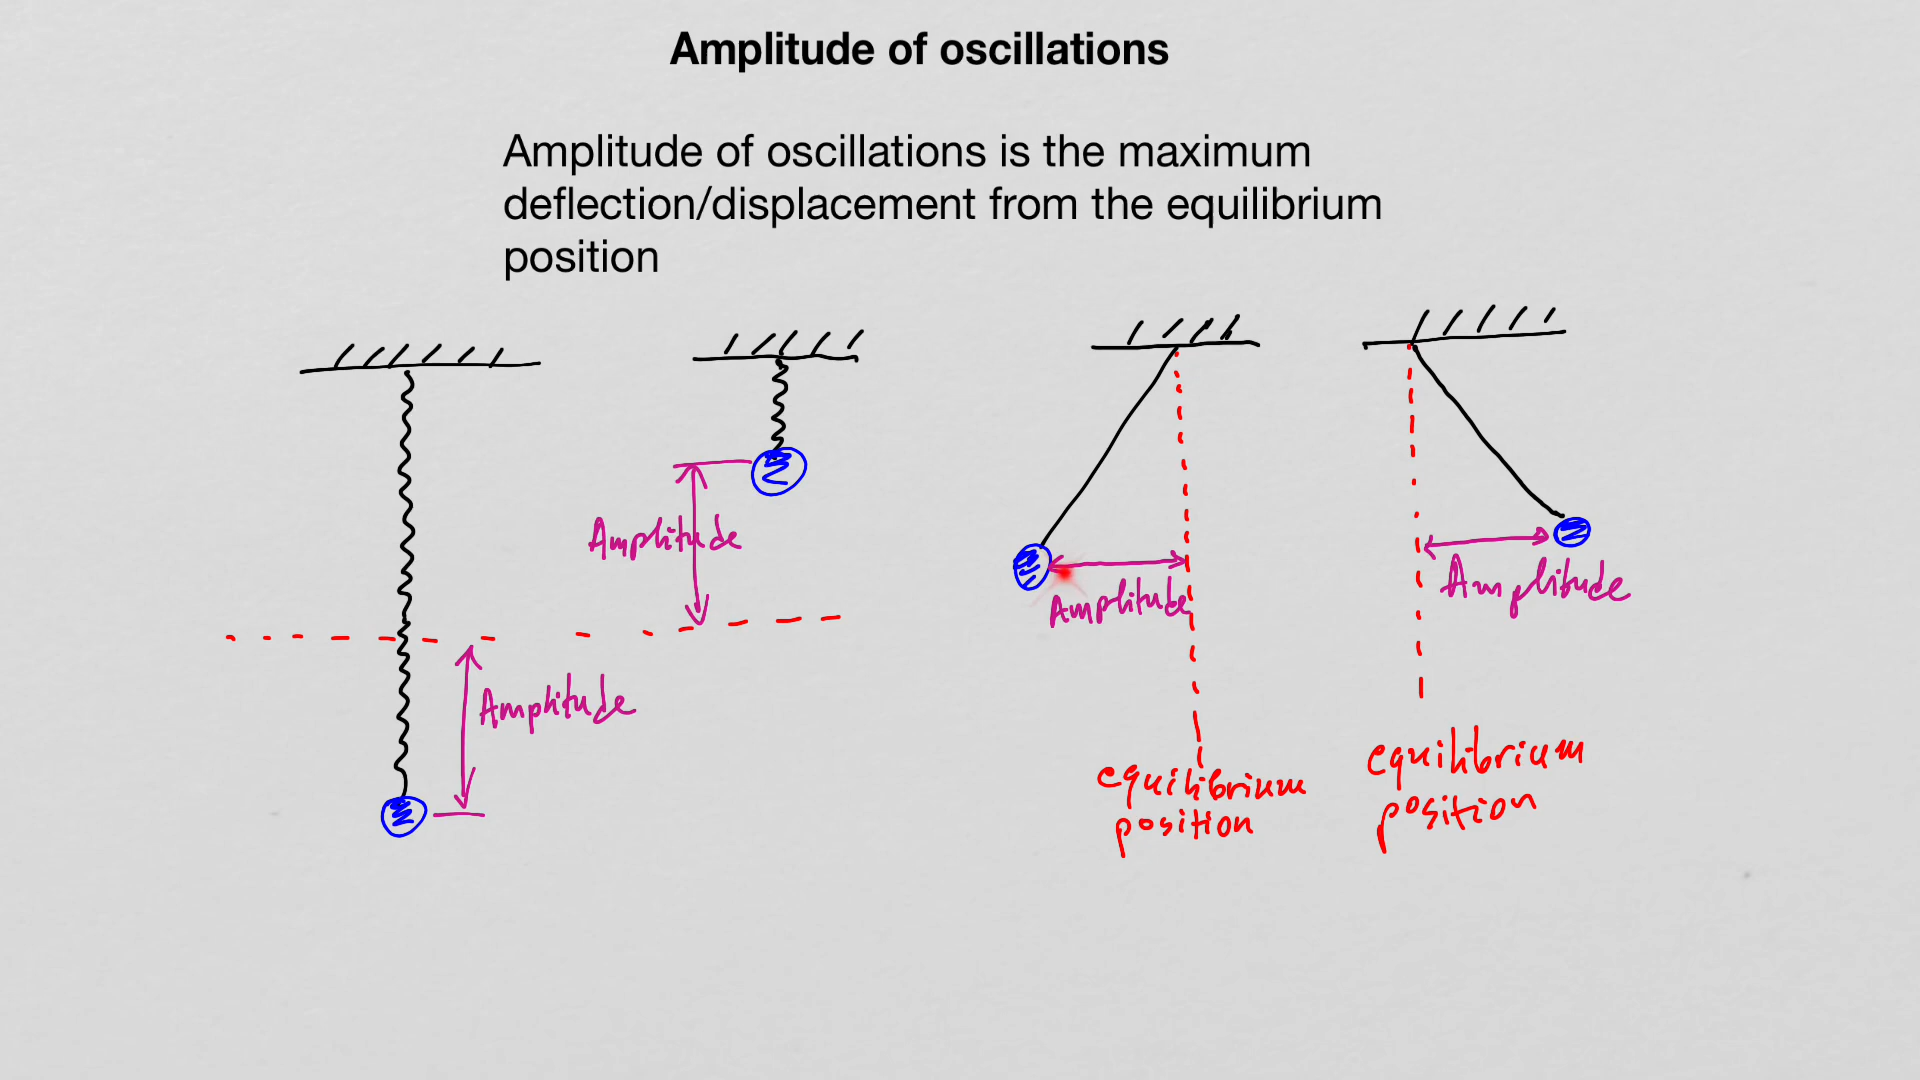 Amplitude of oscillations
Amplitude of oscillations is the maximum
deflection/displacement from the equilibrium
position
Amplitude
Amplitude
Amplitude
Amplitude
equilibrium
position
equilibrium
position